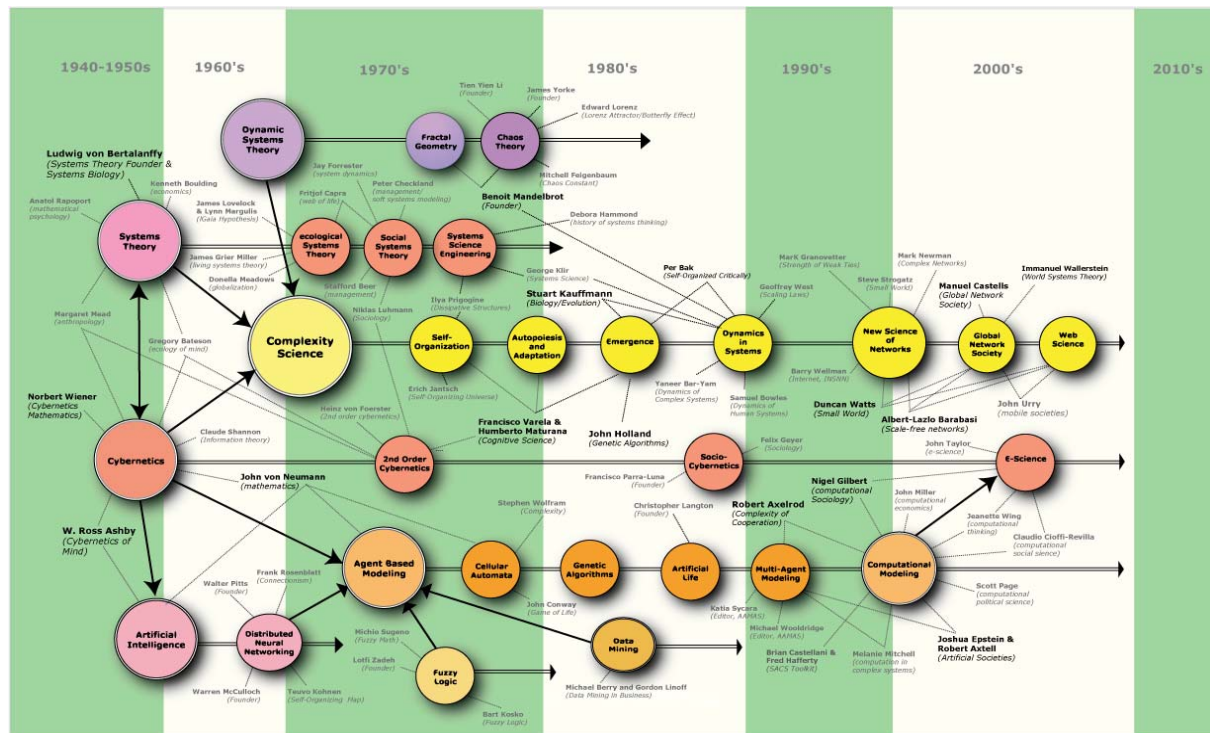 1940-1950s
1960's
1970's
1980's
1990's
2000's
2010's
Dynamic
Systems
Theory
Fractal
Geometry
Chaos
Theory
Tien Yien Li
(Founder)
James Yorke
(Founder)
Edward Lorenz
(Lorenz Attractor/Butterfly Effect)
Mitchell Feigenbaum
(Chaos Constant)
Benoit Mandelbrot
(Founder)
Ludwig von Bertalanffy
(Systems Theory Founder &
Systems Biology)
Kenneth Boulding
(economics)
Anatol Rapoport
(mathematical
psychology)
James Lovelock
& Lynn Margulis
(Gaia Hypothesis)
Jay Forrester
(system dynamics)
Fritjof Capra
(web of life)
Peter Checkland
(management/
soft systems modeling)
Debora Hammond
(history of systems thinking)
Systems
Theory
ecological
Systems
Theory
Social
Systems
Theory
Systems
Science
Engineering
James Grier Miller
(living systems theory)
Donella Meadows
(globalization)
Stafford Beer
(management)
Niklas Luhmann
(Sociology)
Ilya Prigogine
(Dissipative Structures)
George Klir
(Systems Science)
Stuart Kauffmann
(Biology/Evolution)
Per Bak
(Self-Organized Critically)
Geoffrey West
(Scaling Laws)
MarK Granovetter
(Strength of Weak Ties)
Steve Strogatz
(Small World)
Mark Newman
(Complex Networks)
Manuel Castells
(Global Network
Society)
Immanuel Wallerstein
(World Systems Theory)
Margaret Mead
(anthropology)
Gregory Bateson
(ecology of mind)
Complexity
Science
Self-
Organization
Autopoiesis
and
Adaptation
Emergence
Dynamics
in
Systems
New Science
of
Networks
Global
Network
Society
Web
Science
Erich Jantsch
(Self-Organizing Universe)
Yaneer Bar-Yam
(Dynamics of
Complex Systems)
Samuel Bowles
(Dynamics of
Human Systems)
Barry Wellman
(Internet, INSNN)
Duncan Watts
(Small World)
Albert-Lazlo Barabasi
(Scale-free networks)
John Urry
(mobile societies)
Norbert Wiener
(Cybernetics
Mathematics)
Claude Shannon
(Information theory)
Heinz von Foerster
(2nd order cybernetics)
Francisco Varela &
Humberto Maturana
(Cognitive Science)
John Holland
(Genetic Algorithms)
Felix Geyer
(Sociology)
John Taylor
(e-science)
Cybernetics
2nd Order
Cybernetics
Socio-
Cybernetics
E-Science
Francisco Parra-Luna
(Founder)
John von Neumann
(mathematics)
Stephen Wolfram
(Complexity)
Christopher Langton
(Founder)
Robert Axelrod
(Complexity of
Cooperation)
Nigel Gilbert
(computational
Sociology)
John Miller
(computational
economics)
Jeanette Wing
(computational
thinking)
Claudio Cioffi-Revilla
(computational
social sience)
Scott Page
(computational
political science)
W. Ross Ashby
(Cybernetics of
Mind)
Agent Based
Modeling
Cellular
Automata
Genetic
Algorithms
Artificial
Life
Multi-Agent
Modeling
Computational
Modeling
John Conway
(Game of Life)
Katia Sycara
(Editor, AAMAS)
Michael Wooldridge
(Editor, AAMAS)
Brian Castellani &
Fred Hafferty
(SACS Toolkit)
Melanie Mitchell
(computation in
complex systems)
Joshua Epstein &
Robert Axtell
(Artificial Societies)
Walter Pitts
(Founder)
Frank Rosenblatt
(Connectionism)
Artificial
Intelligence
Distributed
Neural
Networking
Warren McCulloch
(Founder)
Teuvo Kohnen
(Self-Organizing Map)
Michio Sugano
(Fuzzy Math)
Lotfi Zadeh
(Founder)
Fuzzy
Logic
Bart Kosko
(Fuzzy Logic)
Data
Mining
Michael Berry and Gordon Linoff
(Data Mining in Business)